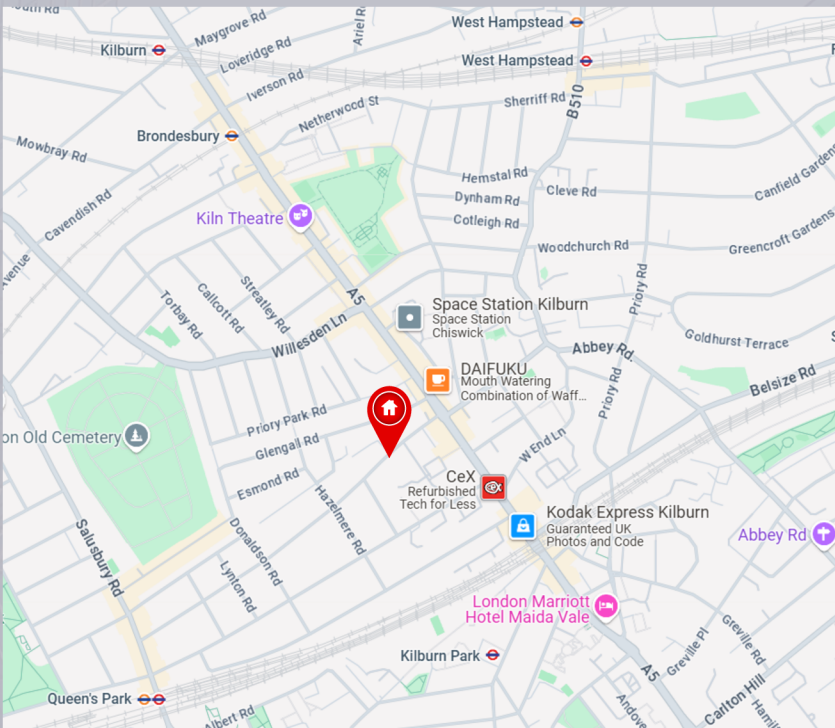 West Hampstead
Ariel R
Maygrove Rd
Kilburn
Loveridge Rd
West Hampstead
Iverson Rd
B510
Sherriff Rd
Netherwood St
Brondesbury
Mowbray Rd
Hemstal Rd
Canfield Gardens
Dynham Rd
Cleve Rd
Cavendish Rd
Kiln Theatre
Cotleigh Rd
Greencroft Gardens
Woodchurch Rd
venue
Priory Rd
Streatley Rd
Callcott Rd
Torbay Rd
A5
Space Station Kilburn
Space Station
Chiswick
Willesden Ln
Goldhurst Terrace
Abbey Rd.
DAIFUKU
Mouth Watering
Combination of Waff...
Belsize Rd
Priory Rd
Priory Park Rd
on Old Cemetery
Glengall Rd
W End Ln
Esmond Rd
CeX
Refurbished
Tech for Less
Hazelmere Rd
Kodak Express Kilburn
Guaranteed UK
Photos and Code
Abbey Rd
Salusbury Rd
Donaldson Rd
Lynton Rd
London Marriott
Hotel Maida Vale
Greville Rd
Greville Pl
Kilburn Park
A5
Queen's Park
Carlton Hill
Albert Rd
Andove